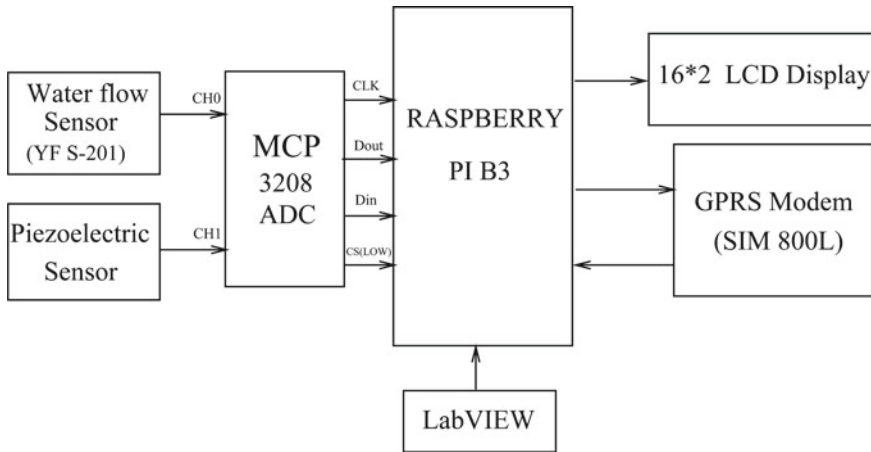 Water flow
Sensor
(YF S-201)
Piezoelectric
Sensor
CH0
CH1
MCP
3208
ADC
CLK
Dout
Din
CS(LOW)
RASPBERRY
PI B3
16*2 LCD Display
GPRS Modem
(SIM 800L)
LabVIEW